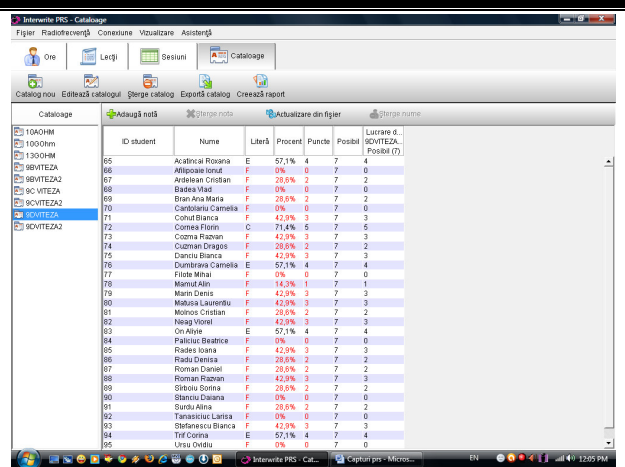 Interwrite PRS - Cataloage
Fişier Radiofrecvenţă Conexiune Vizualizare Asistenţă
Ore Lecţii Sesiuni Cataloage
Catalog nou Editează catalogul Şterge catalog Exportă catalog Creează raport
Cataloage
Adaugă notă Şterge nota Actualizare din fişier Şterge nume
10AOHM
10GOhm
13GOHM
9BVITEZA
9BVITEZA2
9C VITEZA
9CVITEZA2
9DVITEZA
9DVITEZA2
ID student Nume Literă Procent Puncte Posibil Lucrare d... 9DVITEZA... Posibil (7)
65 Acatincai Roxana E 57,1% 4 7 4
66 Afilipoaie Ionut F 0% 0 7 0
67 Ardelean Cristian F 28,6% 2 7 2
68 Badea Vlad F 0% 0 7 0
69 Bran Ana Maria F 28,6% 2 7 2
70 Cantolariu Camelia F 0% 0 7 0
71 Cohut Bianca F 42,9% 3 7 3
72 Cornea Florin C 71,4% 5 7 5
73 Cozma Razvan F 42,9% 3 7 3
74 Cuzman Dragos F 28,6% 2 7 2
75 Danciu Bianca F 42,9% 3 7 3
76 Dumbrava Camelia E 57,1% 4 7 4
77 Filote Mihai F 0% 0 7 0
78 Mamut Alin F 14,3% 1 7 1
79 Marin Denis F 42,9% 3 7 3
80 Matusa Laurentiu F 42,9% 3 7 3
81 Moinos Cristian F 28,6% 2 7 2
82 Neag Viorel F 42,9% 3 7 3
83 On Aliyie E 57,1% 4 7 4
84 Paliciuc Beatrice F 0% 0 7 0
85 Rades Ioana F 42,9% 3 7 3
86 Radu Denisa F 28,6% 2 7 2
87 Roman Daniel F 28,6% 2 7 2
88 Roman Razvan F 42,9% 3 7 3
89 Sirboiu Sorina F 28,6% 2 7 2
90 Stanciu Daiana F 0% 0 7 0
91 Surdu Alina F 28,6% 2 7 2
92 Tanasiciuc Larisa F 0% 0 7 0
93 Stefanescu Bianca F 42,9% 3 7 3
94 Trif Corina E 57,1% 4 7 4
95 Ursu Ovidiu F 0% 0 7 0
Interwrite PRS - Cat... Capturi prs - Micros... EN 12:05 PM